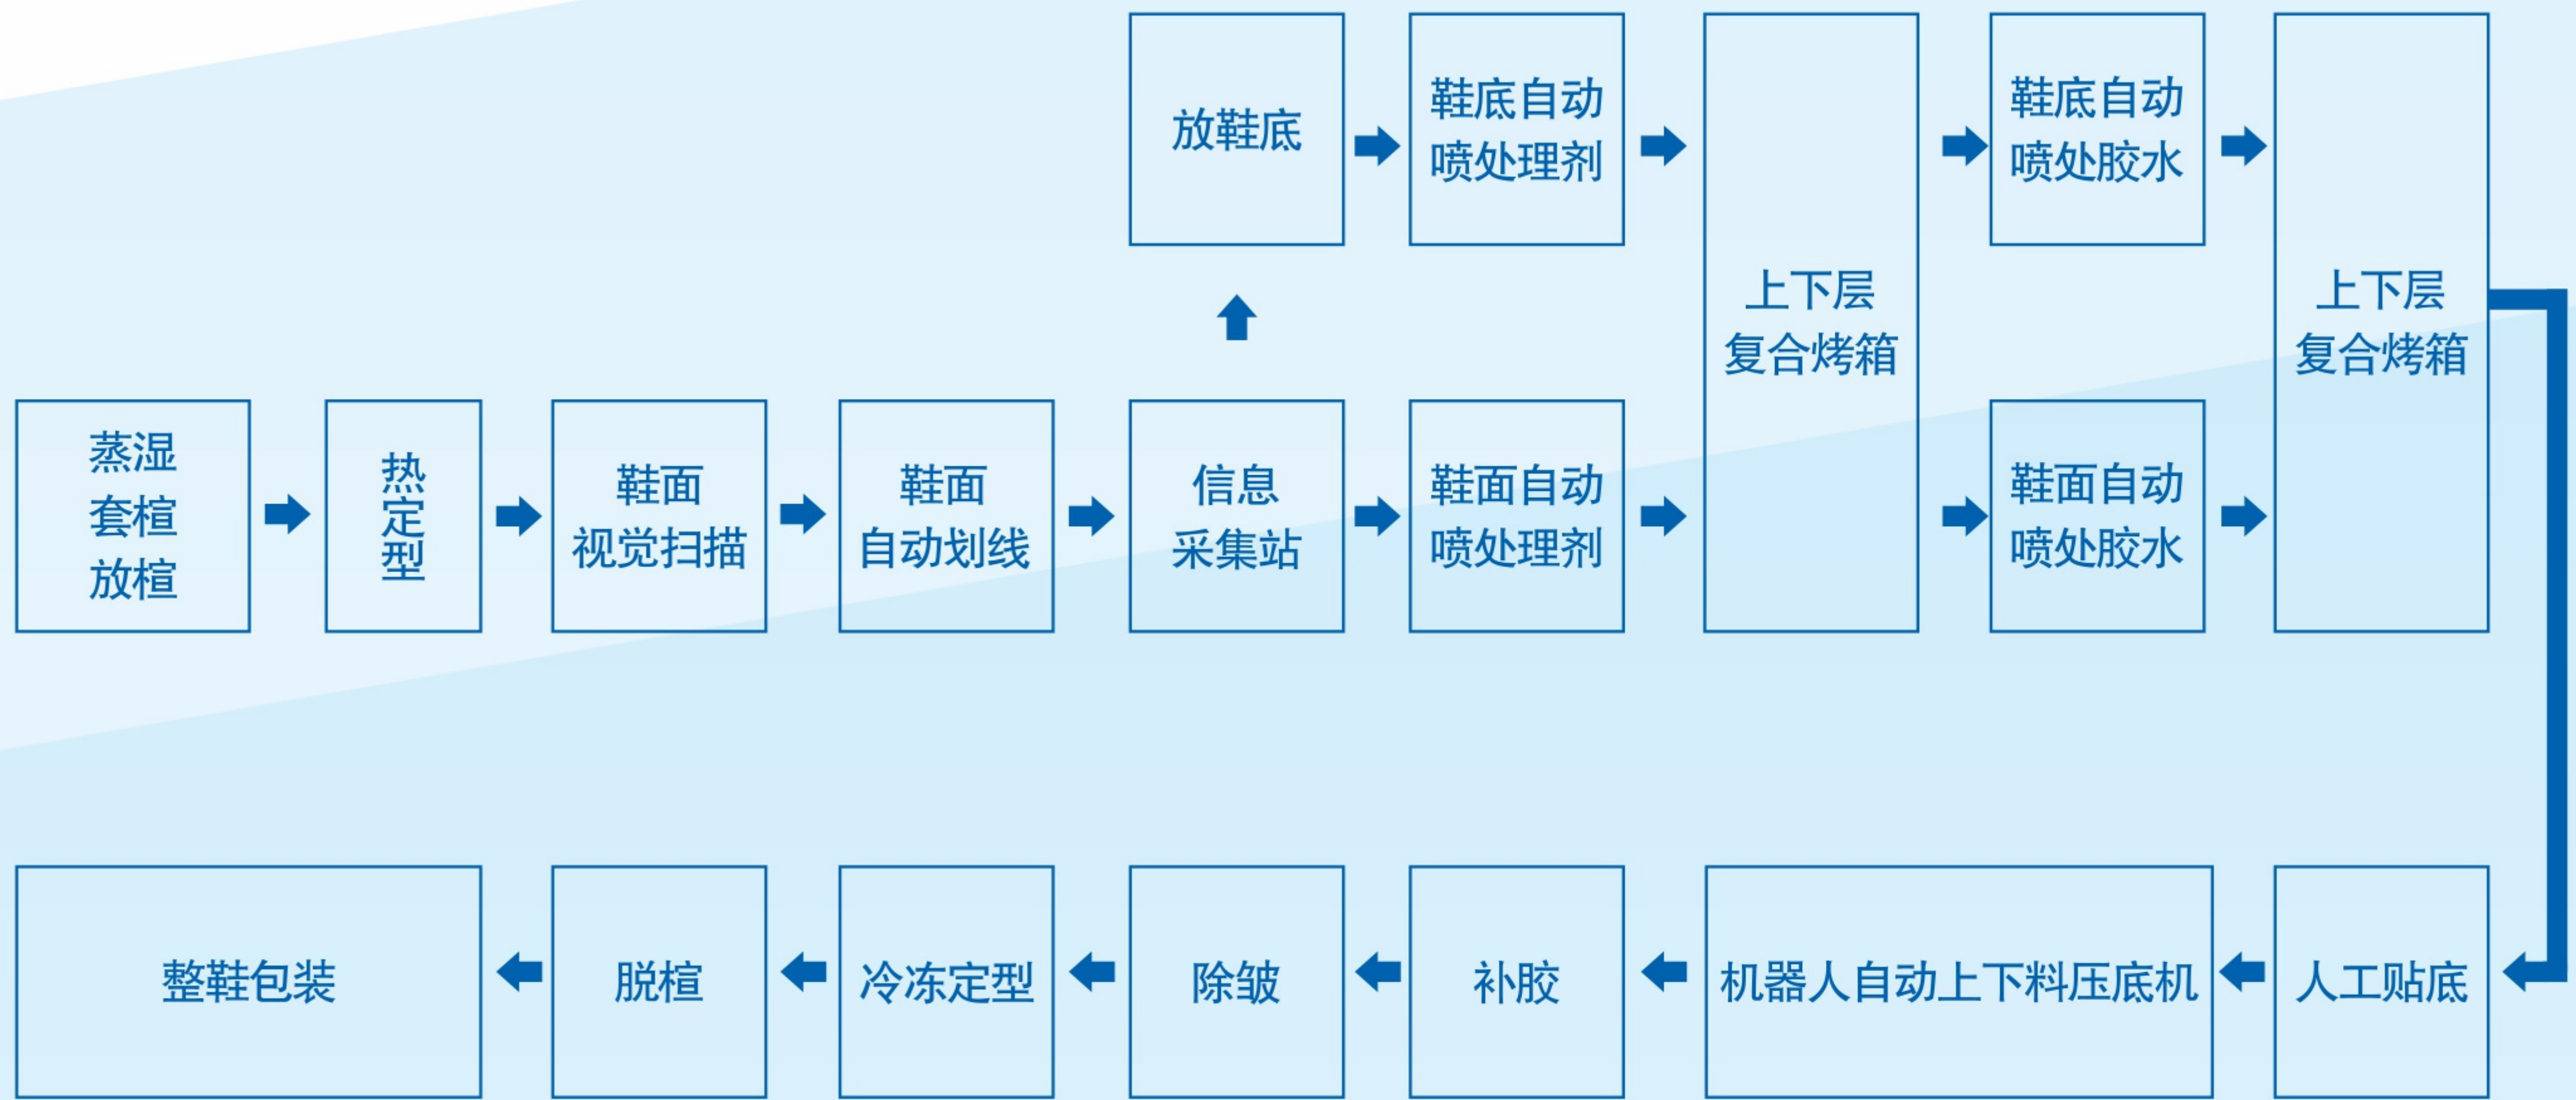 放鞋底
鞋底自动
喷处理剂
上下层
复合烤箱
鞋底自动
喷处胶水
上下层
复合烤箱
蒸湿
套楦
放楦
热定型
鞋面
视觉扫描
鞋面
自动划线
信息
采集站
鞋面自动
喷处理剂
鞋面自动
喷处胶水
整鞋包装
脱楦
冷冻定型
除皱
补胶
机器人自动上下料压底机
人工贴底